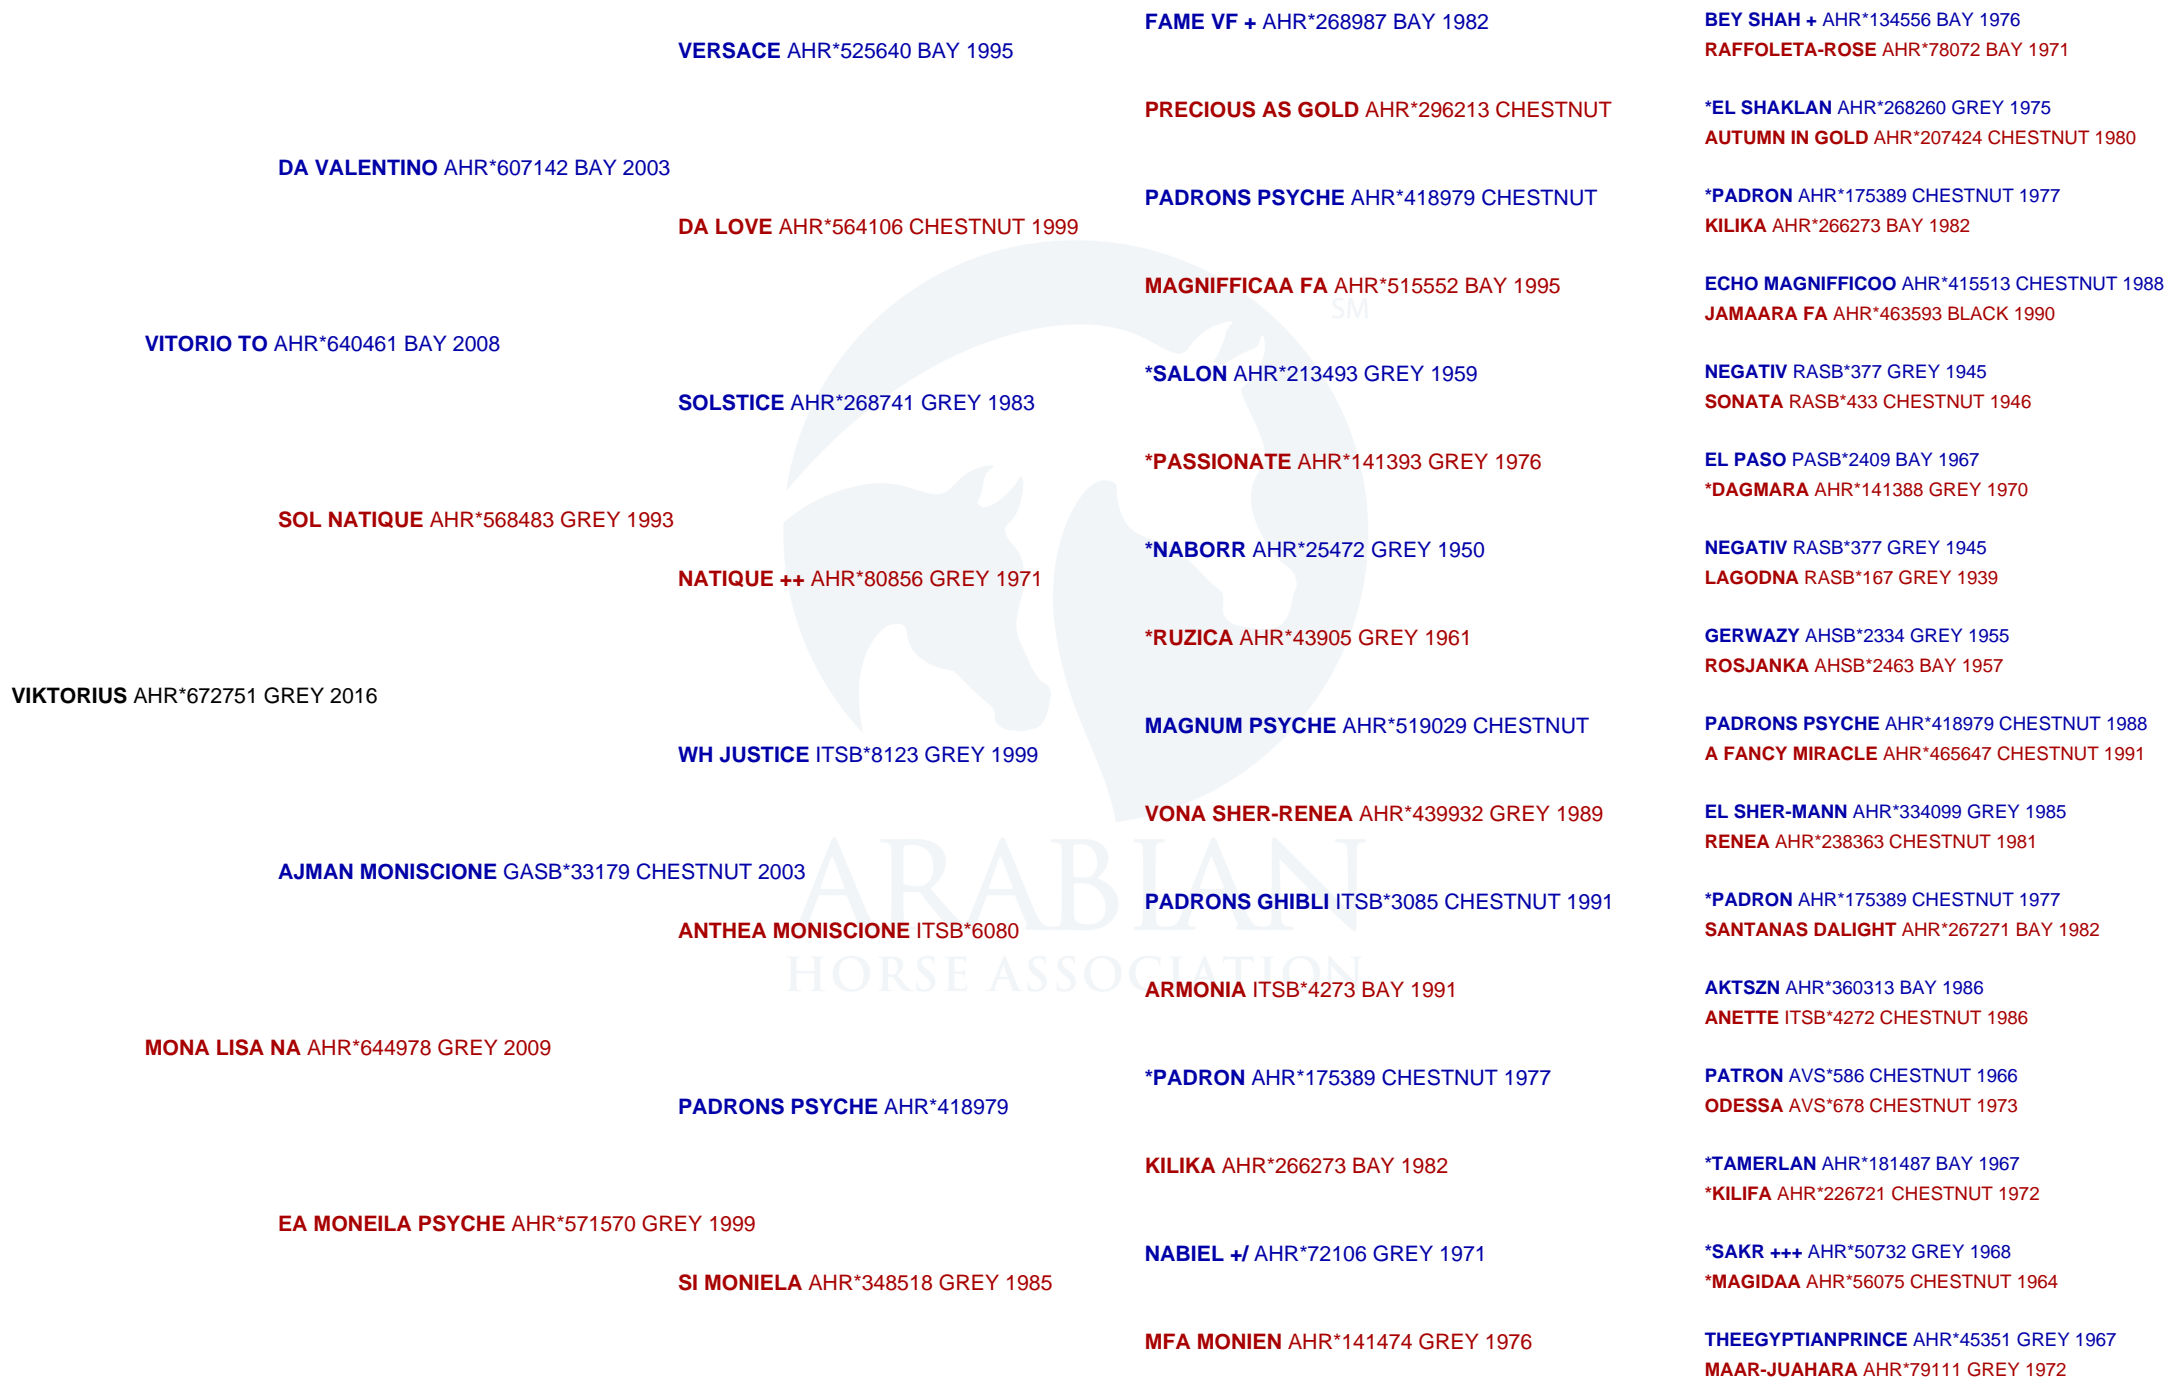 FAME VF + AHR*268987 BAY 1982
BEY SHAH + AHR*134556 BAY 1976
VERSACE AHR*525640 BAY 1995
RAFFOLETA-ROSE AHR*78072 BAY 1971
PRECIOUS AS GOLD AHR*296213 CHESTNUT
*EL SHAKLAN AHR*268260 GREY 1975
AUTUMN IN GOLD AHR*207424 CHESTNUT 1980
DA VALENTINO AHR*607142 BAY 2003
PADRONS PSYCHE AHR*418979 CHESTNUT
*PADRON AHR*175389 CHESTNUT 1977
DA LOVE AHR*564106 CHESTNUT 1999
KILIKA AHR*266273 BAY 1982
MAGNIFFICAA FA AHR*515552 BAY 1995
ECHO MAGNIFFICOO AHR*415513 CHESTNUT 1988
SM
JAMAARA FA AHR*463593 BLACK 1990
VITORIO TO AHR*640461 BAY 2008
*SALON AHR*213493 GREY 1959
NEGATIV RASB*377 GREY 1945
SOLSTICE AHR*268741 GREY 1983
SONATA RASB*433 CHESTNUT 1946
*PASSIONATE AHR*141393 GREY 1976
EL PASO PASB*2409 BAY 1967
*DAGMARA AHR*141388 GREY 1970
SOL NATIQUE AHR*568483 GREY 1993
*NABORR AHR*25472 GREY 1950
NEGATIV RASB*377 GREY 1945
NATIQUE ++ AHR*80856 GREY 1971
LAGODNA RASB*167 GREY 1939
*RUZICA AHR*43905 GREY 1961
GERWAZY AHSB*2334 GREY 1955
ROSJANKA AHSB*2463 BAY 1957
VIKTORIUS AHR*672751 GREY 2016
MAGNUM PSYCHE AHR*519029 CHESTNUT
PADRONS PSYCHE AHR*418979 CHESTNUT 1988
WH JUSTICE ITSB*8123 GREY 1999
A FANCY MIRACLE AHR*465647 CHESTNUT 1991
VONA SHER-RENEA AHR*439932 GREY 1989
EL SHER-MANN AHR*334099 GREY 1985
RENEA AHR*238363 CHESTNUT 1981
AJMAN MONISCIONE GASB*33179 CHESTNUT 2003
ARABIAN
PADRONS GHIBLI ITSB*3085 CHESTNUT 1991
*PADRON AHR*175389 CHESTNUT 1977
ANTHEA MONISCIONE ITSB*6080
SANTANAS DALIGHT AHR*267271 BAY 1982
HORSE ASSOCIATION
ARMONIA ITSB*4273 BAY 1991
AKTSZN AHR*360313 BAY 1986
ANETTE ITSB*4272 CHESTNUT 1986
MONA LISA NA AHR*644978 GREY 2009
*PADRON AHR*175389 CHESTNUT 1977
PATRON AVS*586 CHESTNUT 1966
PADRONS PSYCHE AHR*418979
ODESSA AVS*678 CHESTNUT 1973
KILIKA AHR*266273 BAY 1982
*TAMERLAN AHR*181487 BAY 1967
*KILIFA AHR*226721 CHESTNUT 1972
EA MONEILA PSYCHE AHR*571570 GREY 1999
NABIEL +/ AHR*72106 GREY 1971
*SAKR +++ AHR*50732 GREY 1968
SI MONIELA AHR*348518 GREY 1985
*MAGIDAA AHR*56075 CHESTNUT 1964
MFA MONIEN AHR*141474 GREY 1976
THEEGYPTIANPRINCE AHR*45351 GREY 1967
MAAR-JUAHARA AHR*79111 GREY 1972